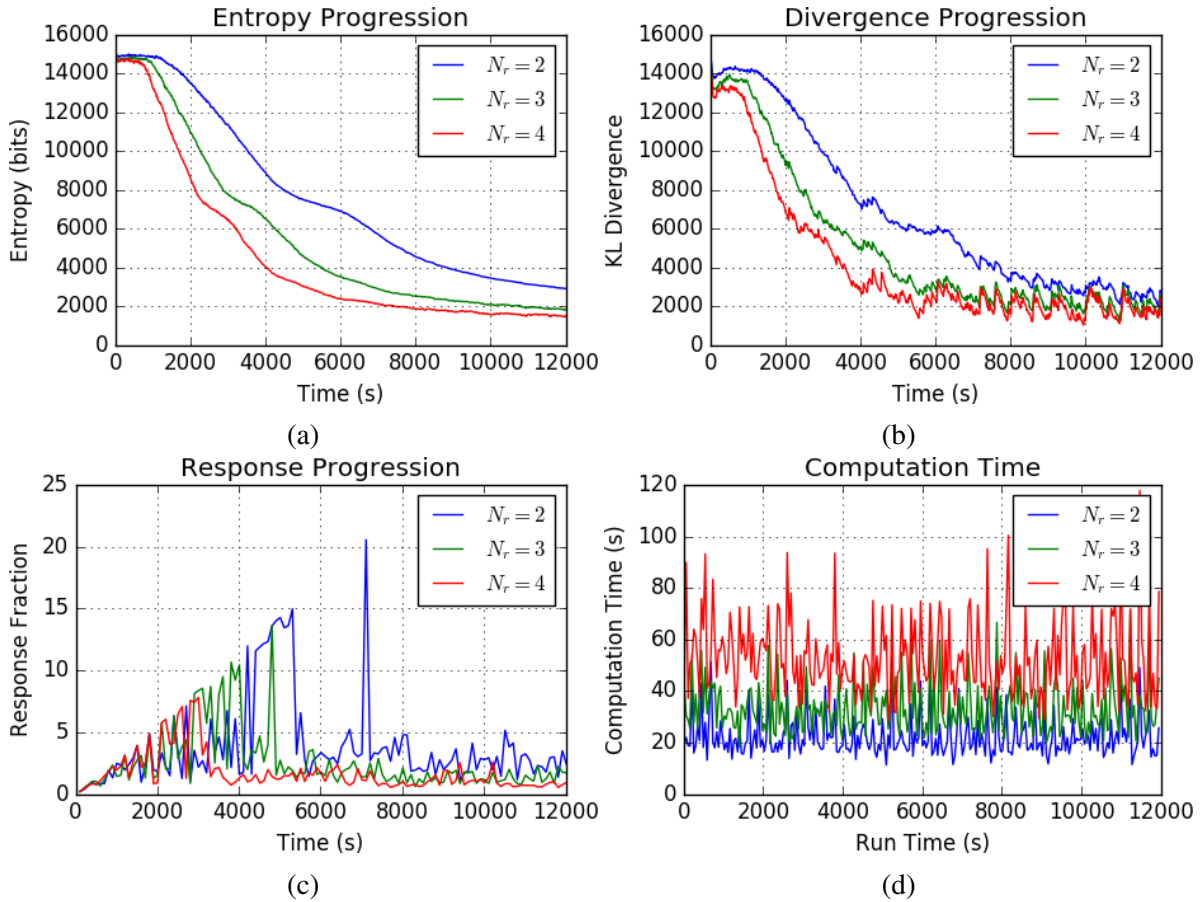 Entropy Progression
16000
14000
12000
10000
8000
6000
4000
2000
0
0 2000 4000 6000 8000 10000 12000
Entropy (bits)
Time (s)
N_r = 2
N_r = 3
N_r = 4
(a)
Divergence Progression
16000
14000
12000
10000
8000
6000
4000
2000
0
0 2000 4000 6000 8000 10000 12000
KL Divergence
Time (s)
N_r = 2
N_r = 3
N_r = 4
(b)
Response Progression
25
20
15
10
5
0
0 2000 4000 6000 8000 10000 12000
Response Fraction
Time (s)
N_r = 2
N_r = 3
N_r = 4
(c)
Computation Time
120
100
80
60
40
20
0
0 2000 4000 6000 8000 10000 12000
Computation Time (s)
Run Time (s)
N_r = 2
N_r = 3
N_r = 4
(d)